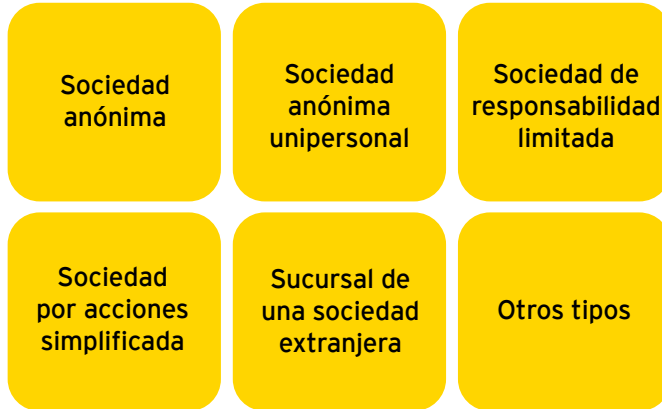 Sociedad
anónima
Sociedad
anónima
unipersonal
Sociedad de
responsabilidad
limitada
Sociedad
por acciones
simplificada
Sucursal de
una sociedad
extranjera
Otros tipos